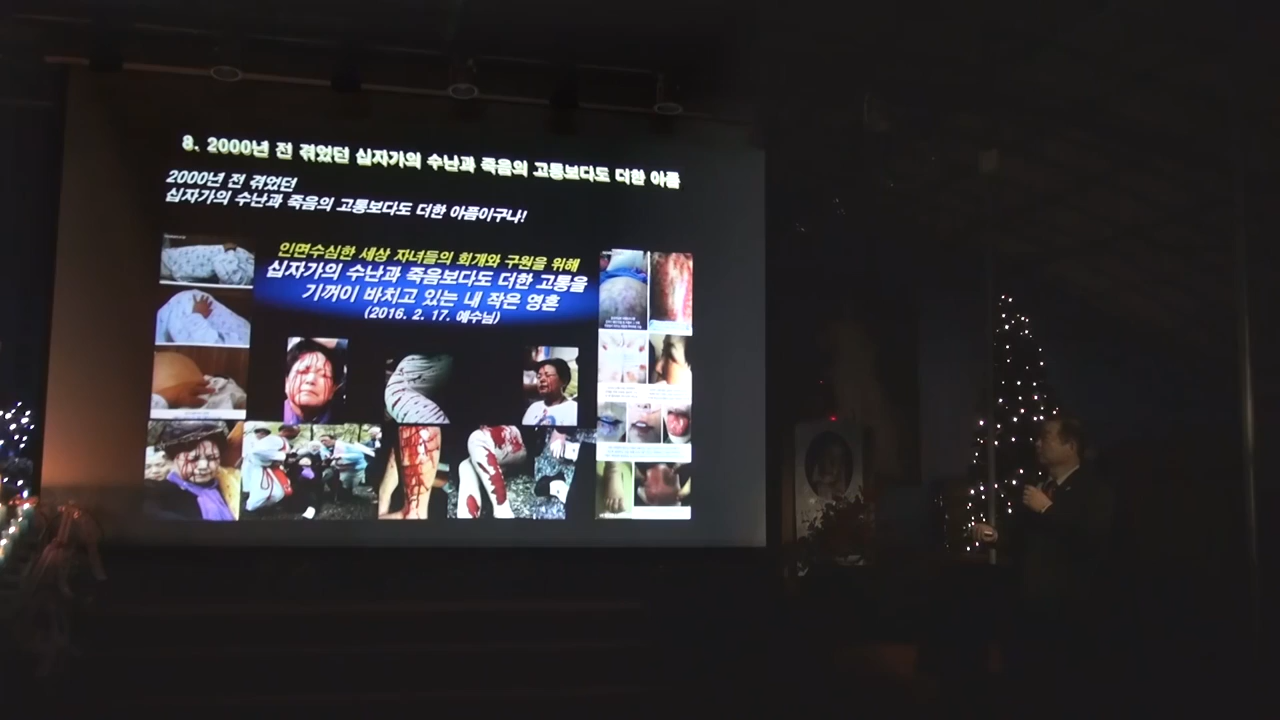 8. 2000년 전 겪었던 십자가의 수난과 죽음의 고통보다도 더한 아픔
2000년 전 겪었던
십자가의 수난과 죽음의 고통보다도 더한 아픔이구나!
인면수심한 세상 자녀들의 회개와 구원을 위해
십자가의 수난과 죽음보다도 더한 고통을
기꺼이 바치고 있는 내 작은 영혼
(2016. 2. 17. 예수님)